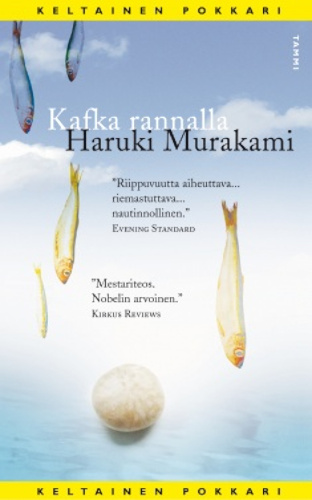 KELTAINEN POKKARI
TAMMI
Kafka rannalla
Haruki Murakami
"Riippuvuutta aiheuttava...
riemastuttava...
nautinnollinen."
EVENING STANDARD
"Mestariteos.
Nobelin arvoinen."
KIRKUS REVIEWS
KELTAINEN POKKARI